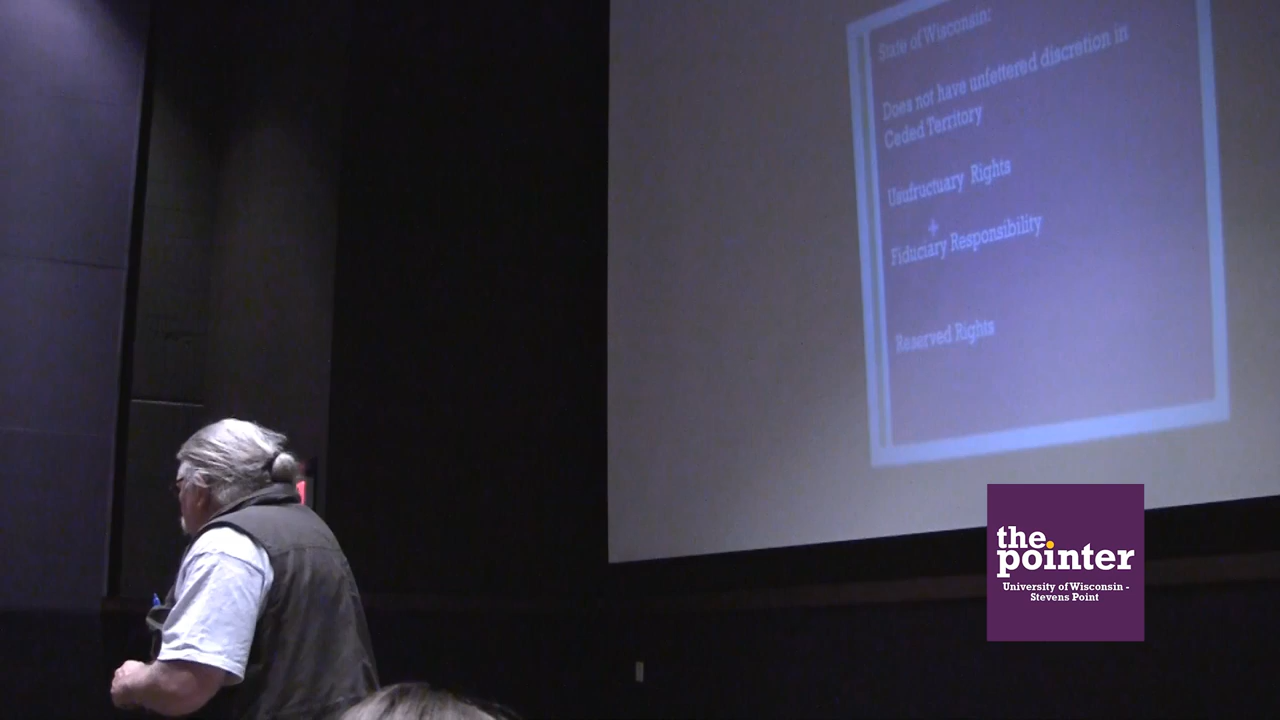 State of Wisconsin:
Does not have unfettered discretion in
Ceded Territory
Usufructuary Rights
+
Fiduciary Responsibility
Reserved Rights
the
pointer
University of Wisconsin -
Stevens Point